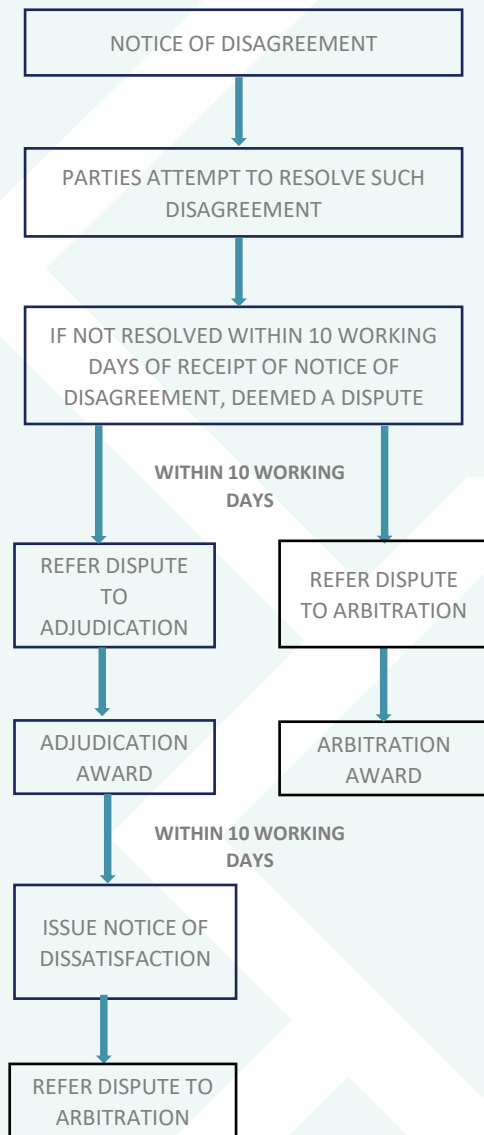 NOTICE OF DISAGREEMENT
PARTIES ATTEMPT TO RESOLVE SUCH
DISAGREEMENT
IF NOT RESOLVED WITHIN 10 WORKING
DAYS OF RECEIPT OF NOTICE OF
DISAGREEMENT, DEEMED A DISPUTE
WITHIN 10 WORKING
DAYS
REFER DISPUTE
TO
ADJUDICATION
REFER DISPUTE
TO ARBITRATION
ADJUDICATION
AWARD
ARBITRATION
AWARD
WITHIN 10 WORKING
DAYS
ISSUE NOTICE OF
DISSATISFACTION
REFER DISPUTE TO
ARBITRATION